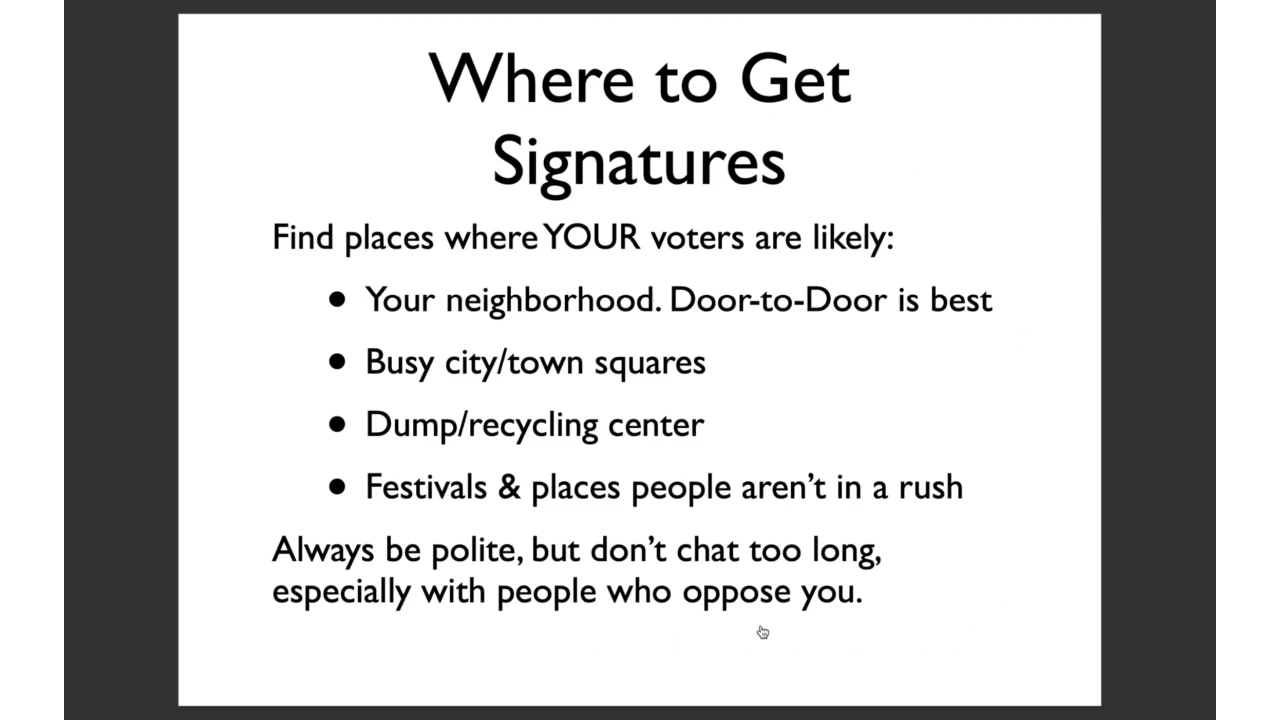 Where to Get
Signatures
Find places where YOUR voters are likely:
• Your neighborhood. Door-to-Door is best
• Busy city/town squares
• Dump/recycling center
• Festivals & places people aren’t in a rush
Always be polite, but don’t chat too long,
especially with people who oppose you.